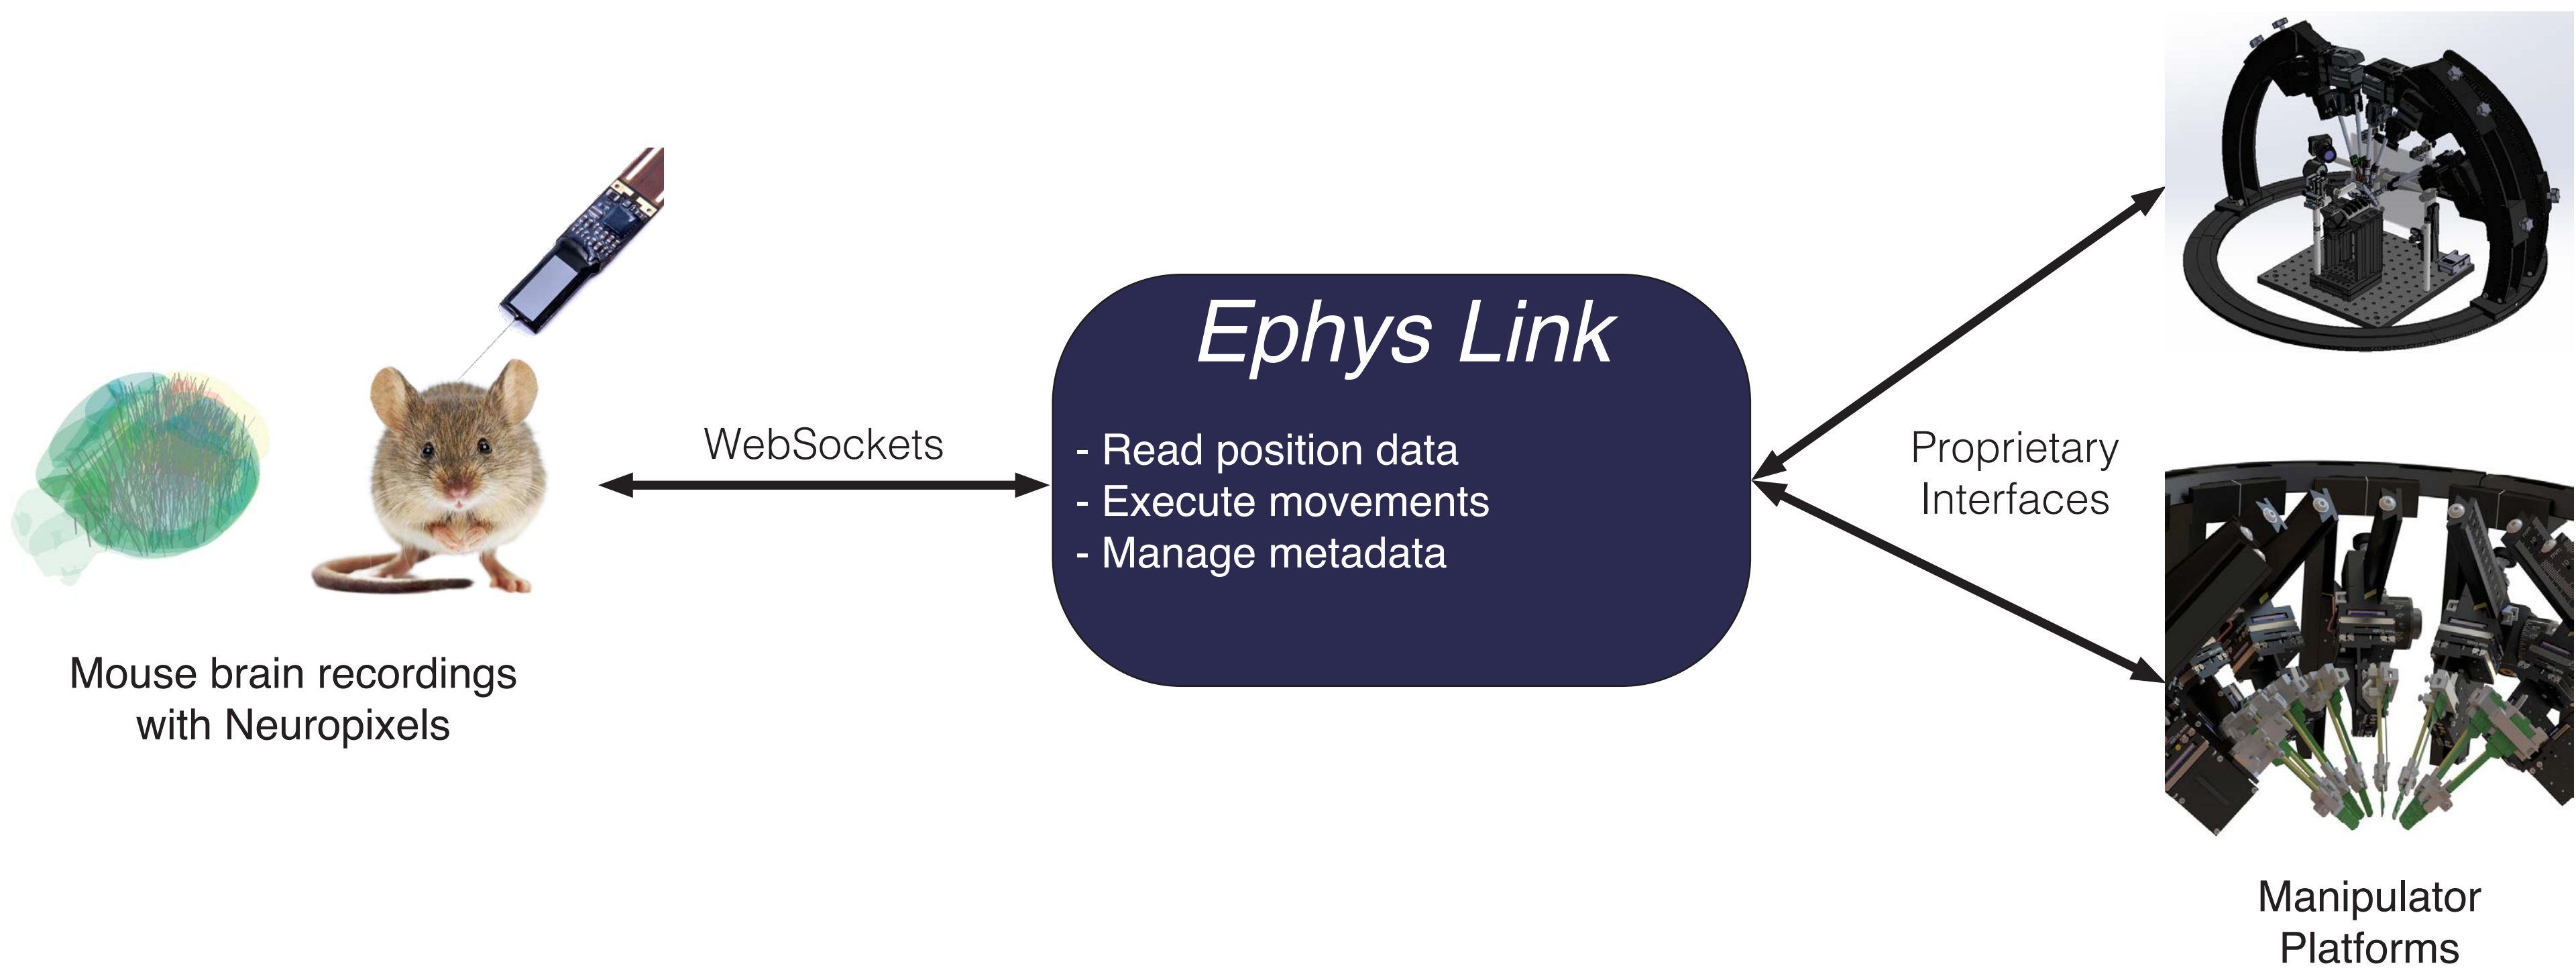 Ephys Link
- Read position data
- Execute movements
- Manage metadata
WebSockets
Proprietary
Interfaces
Mouse brain recordings
with Neuropixels
Manipulator
Platforms